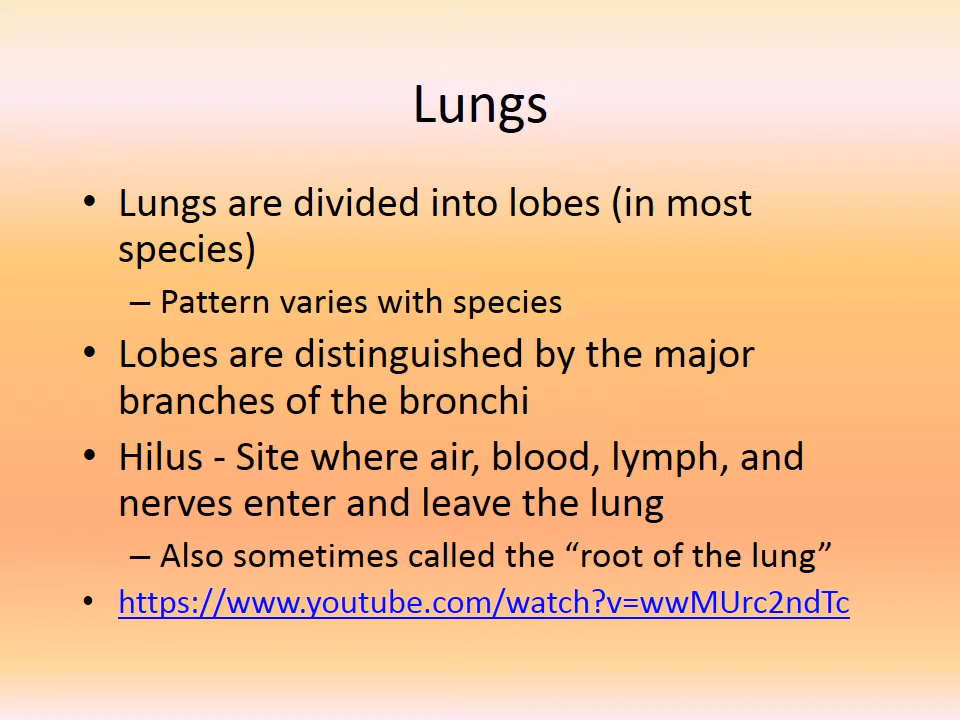 Lungs
• Lungs are divided into lobes (in most
species)
– Pattern varies with species
• Lobes are distinguished by the major
branches of the bronchi
• Hilus - Site where air, blood, lymph, and
nerves enter and leave the lung
– Also sometimes called the “root of the lung”
• https://www.youtube.com/watch?v=wwMUrc2ndTc